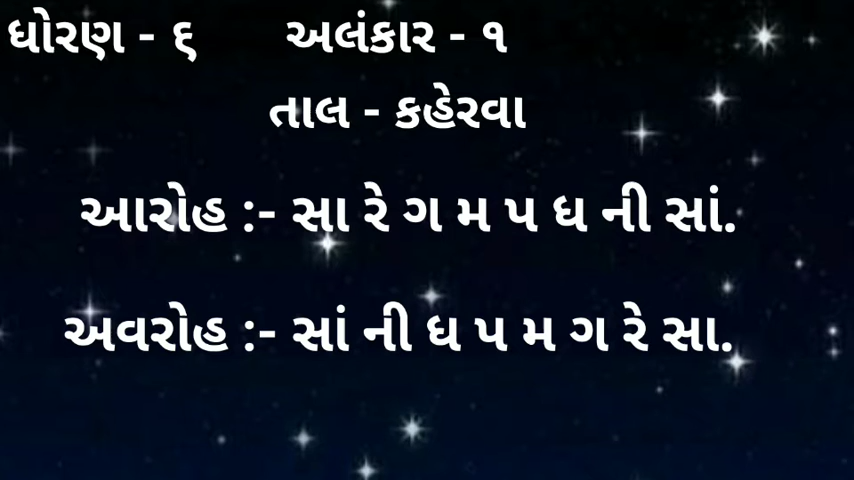 ધોરણ - ૬ અલંકાર - ૧
તાલ - કહેરવા
આરોહ :- સા રે ગ મ પ ધ ની સાં.
અવરોહ :- સાં ની ધ પ મ ગ રે સા.